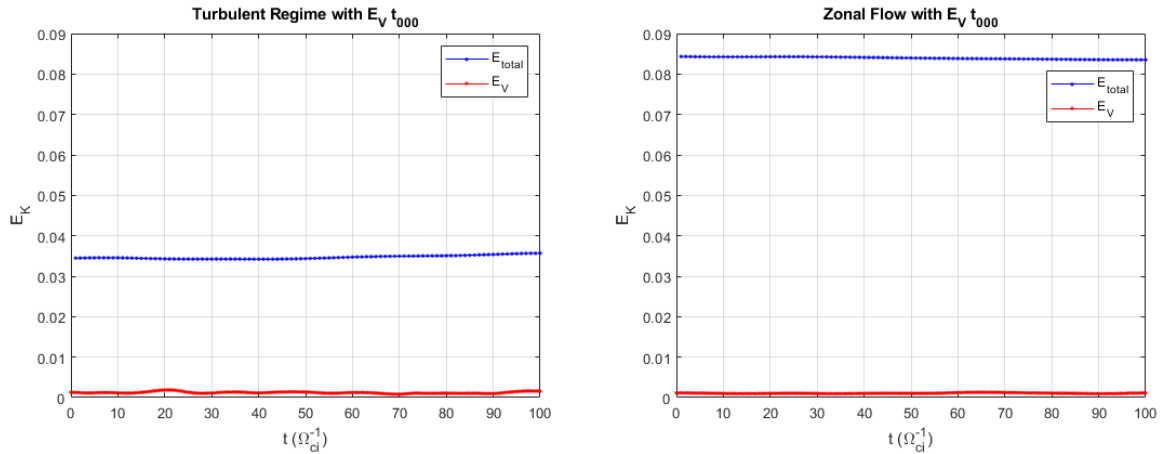 Turbulent Regime with E_V t_000
0.09
0.08
0.07
0.06
0.05
0.04
0.03
0.02
0.01
0
E_K
E_total
E_V
0 10 20 30 40 50 60 70 80 90 100
t (Ω_ci^-1)
Zonal Flow with E_V t_000
0.09
0.08
0.07
0.06
0.05
0.04
0.03
0.02
0.01
0
E_K
E_total
E_V
0 10 20 30 40 50 60 70 80 90 100
t (Ω_ci^-1)